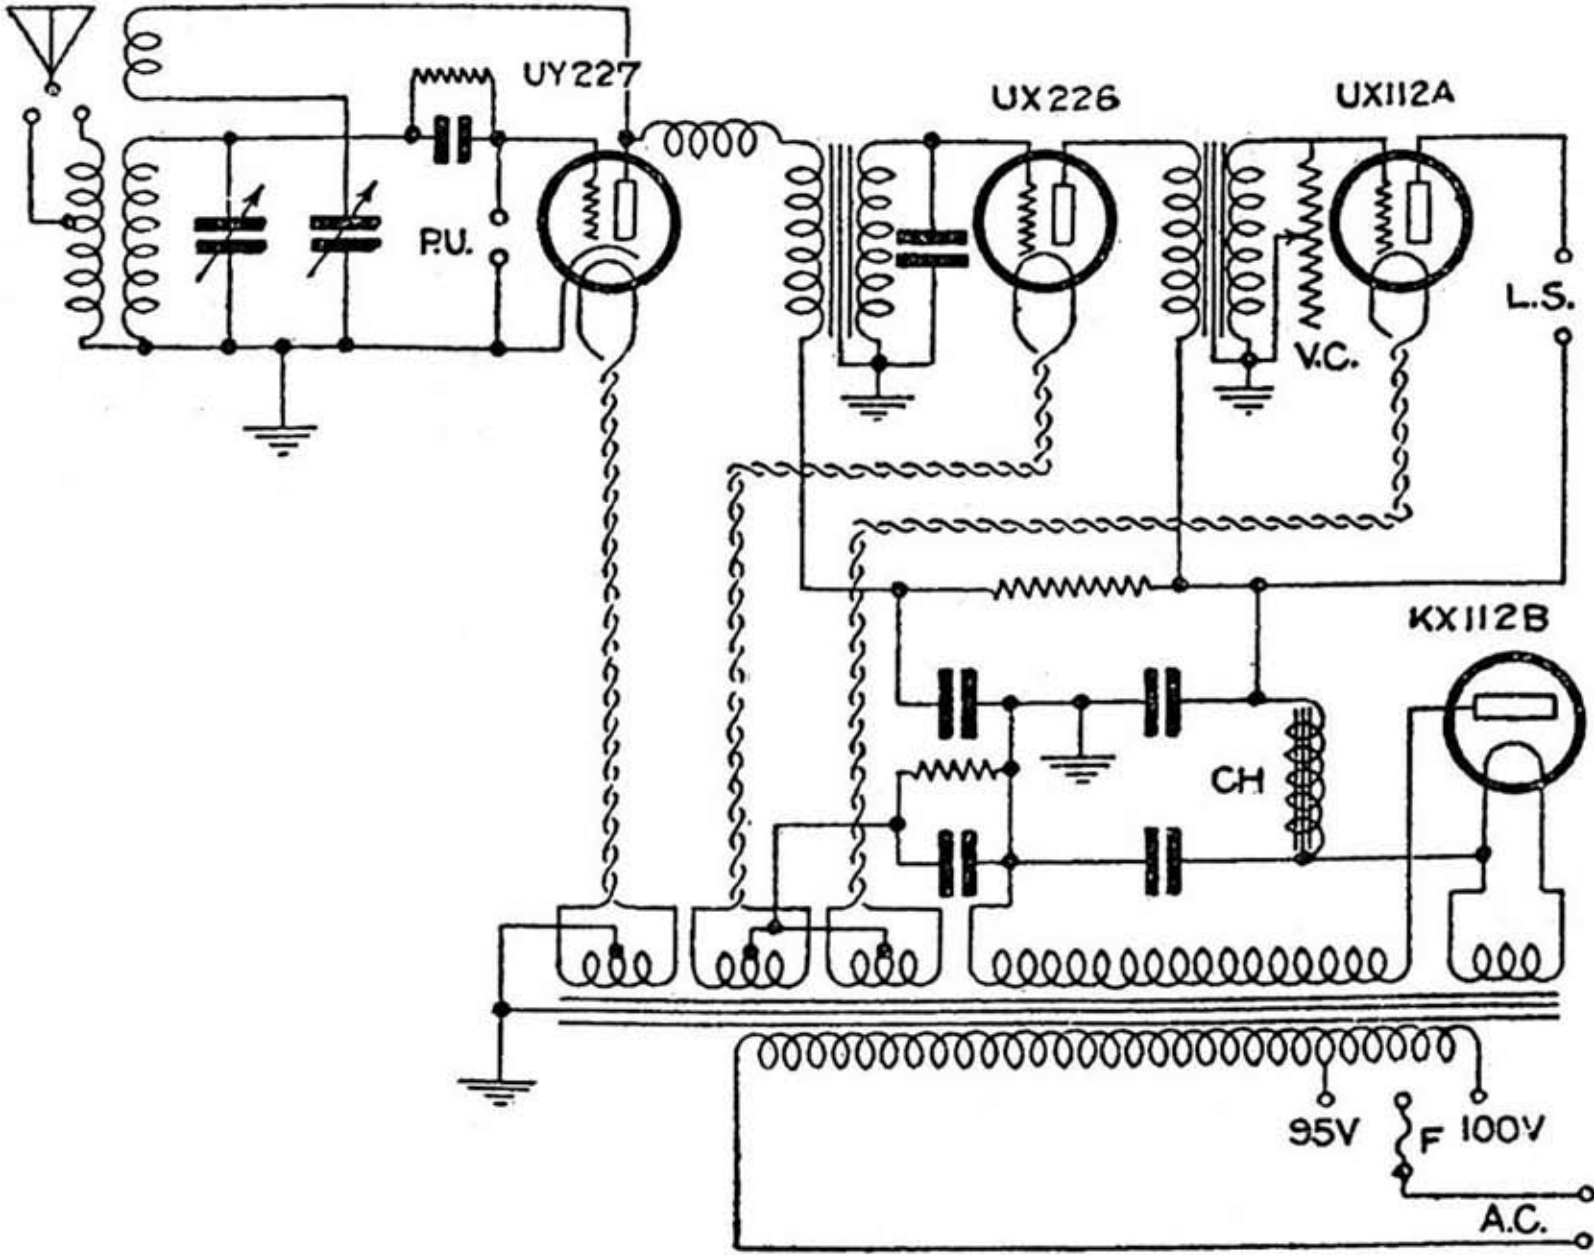 UY227
UX226
UX112A
P.U.
L.S.
V.C.
KX112B
CH
95V
F
100V
A.C.